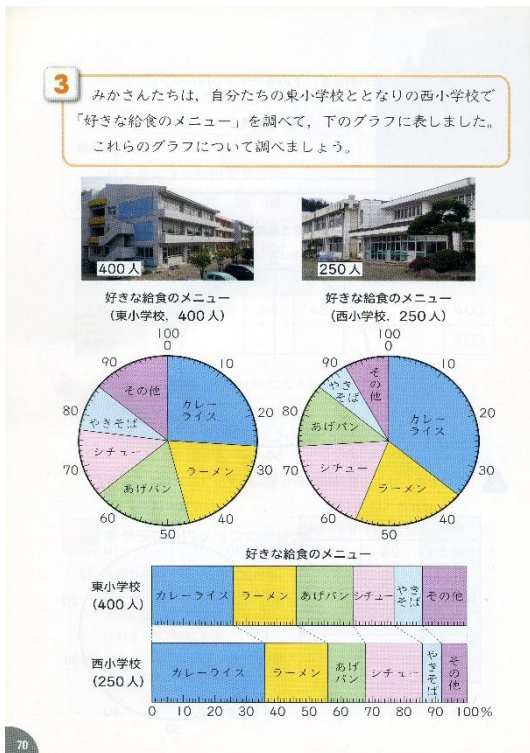 3
みかさんたちは，自分たちの東小学校ととなりの西小学校で
「好きな給食のメニュー」を調べて，下のグラフに表しました。
これらのグラフについて調べましょう。
400人
250人
好きな給食のメニュー
（東小学校，400人）
100
0
10
20
30
40
50
60
70
80
90
カレー
ライス
ラーメン
あげパン
シチュー
やきそば
その他
好きな給食のメニュー
（西小学校，250人）
100
0
10
20
30
40
50
60
70
80
90
カレー
ライス
ラーメン
シチュー
あげパン
やき
そば
その他
好きな給食のメニュー
東小学校
（400人）
カレーライス
ラーメン
あげパン
シチュー
やき
そば
その他
西小学校
（250人）
カレーライス
ラーメン
あげ
パン
シチュー
やきそば
その他
0 10 20 30 40 50 60 70 80 90 100%
70